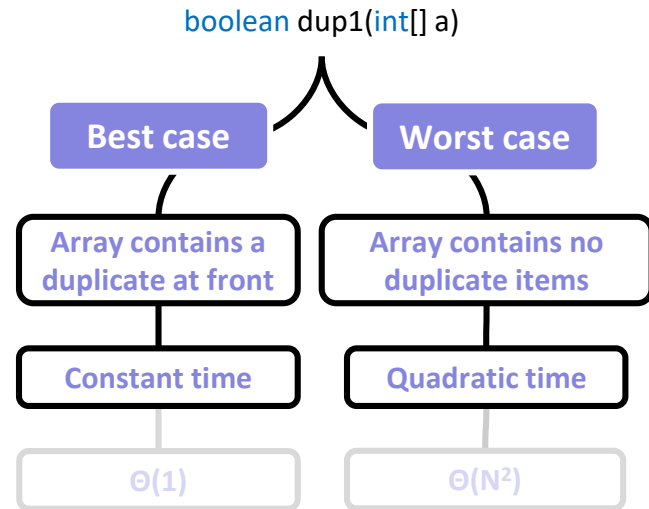 boolean dup1(int[] a)
Best case
Worst case
Array contains a
duplicate at front
Array contains no
duplicate items
Constant time
Quadratic time
Θ(1)
Θ(N²)